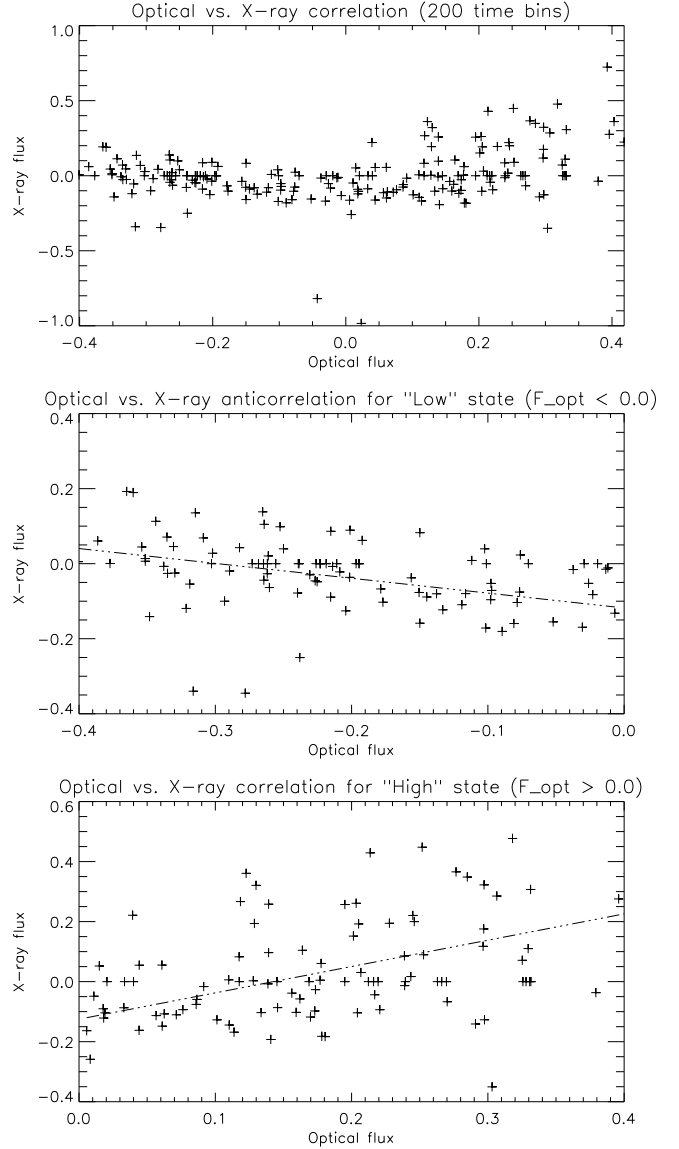 Optical vs. X-ray correlation (200 time bins)
1.0
0.5
0.0
-0.5
-1.0
X-ray flux
-0.4 -0.2 0.0 0.2 0.4
Optical flux
Optical vs. X-ray anticorrelation for "Low" state (F_opt < 0.0)
0.4
0.2
0.0
-0.2
-0.4
X-ray flux
-0.4 -0.3 -0.2 -0.1 0.0
Optical flux
Optical vs. X-ray correlation for "High" state (F_opt > 0.0)
0.6
0.4
0.2
0.0
-0.2
-0.4
X-ray flux
0.0 0.1 0.2 0.3 0.4
Optical flux